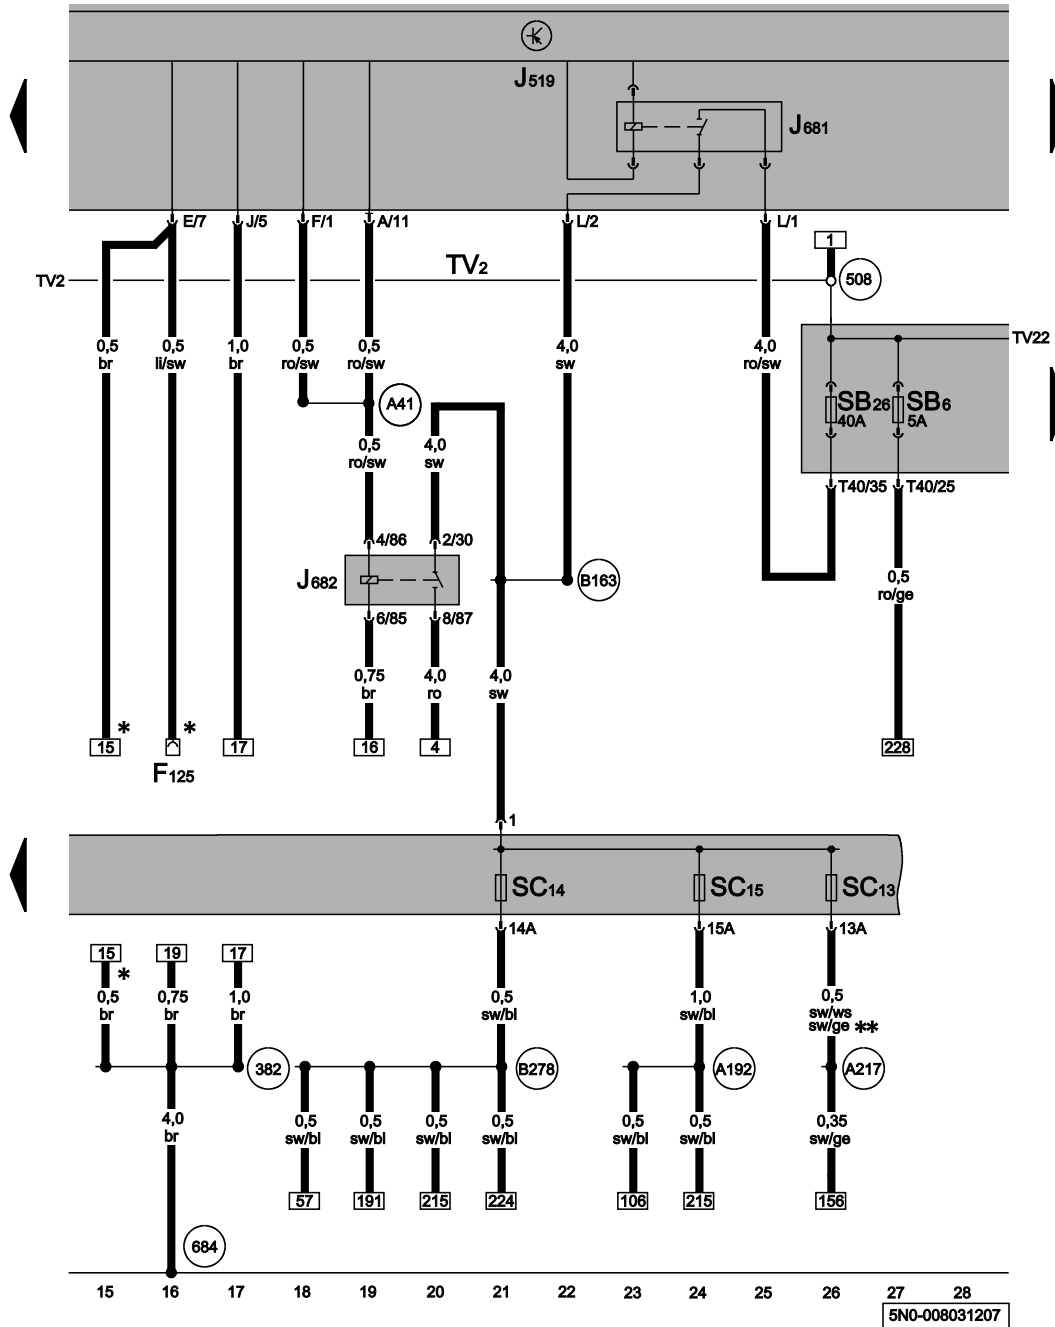 J519
J681
E/7 J/5 F/1 A/11 L/2 L/1
1
TV2
TV2
508
TV22
0,5 0,5 1,0 0,5 0,5 4,0 4,0
br li/sw br ro/sw ro/sw sw ro/sw
A41
SB26 SB6
40A 5A
0,5 4,0
ro/sw sw
T40/35 T40/25
4/86 2/30
J682
B163
0,5
ro/ge
6/85 8/87
0,75 4,0 4,0
br ro sw
* *
15 17 16 4 228
F125
1
SC14 SC15 SC13
14A 15A 13A
15 19 17
*
0,5 0,75 1,0 0,5 1,0 0,5
br br br sw/bl sw/bl sw/ws
sw/ge **
382 B278 A192 A217
4,0 0,5 0,5 0,5 0,5 0,5 0,5 0,35
br sw/bl sw/bl sw/bl sw/bl sw/bl sw/bl sw/ge
57 191 215 224 106 215 156
684
15 16 17 18 19 20 21 22 23 24 25 26 27 28
5N0-008031207